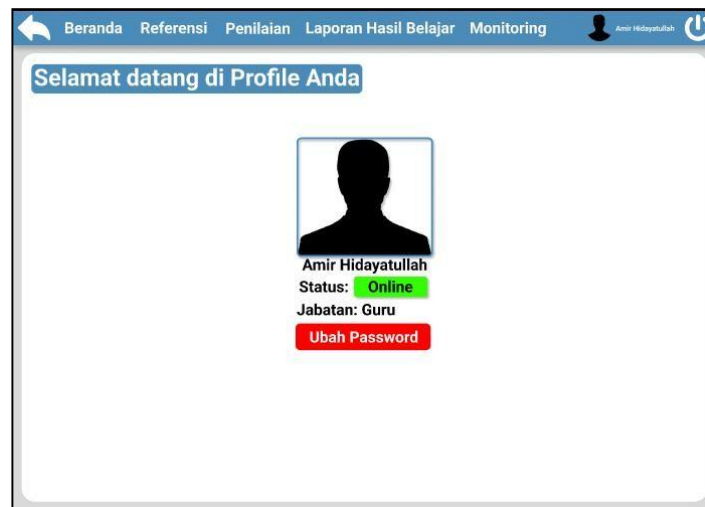 Beranda Referensi Penilaian Laporan Hasil Belajar Monitoring Amir Hidayatullah
Selamat datang di Profile Anda
Amir Hidayatullah
Status: Online
Jabatan: Guru
Ubah Password